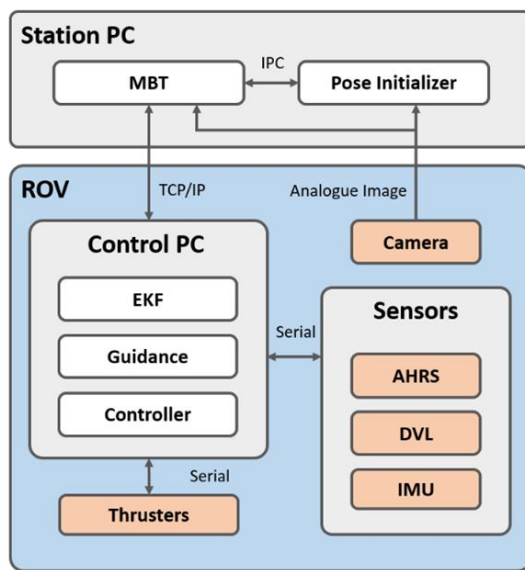 Station PC
IPC
MBT
Pose Initializer
ROV
TCP/IP
Analogue Image
Control PC
Camera
EKF
Guidance
Controller
Serial
Sensors
AHRS
DVL
IMU
Serial
Thrusters